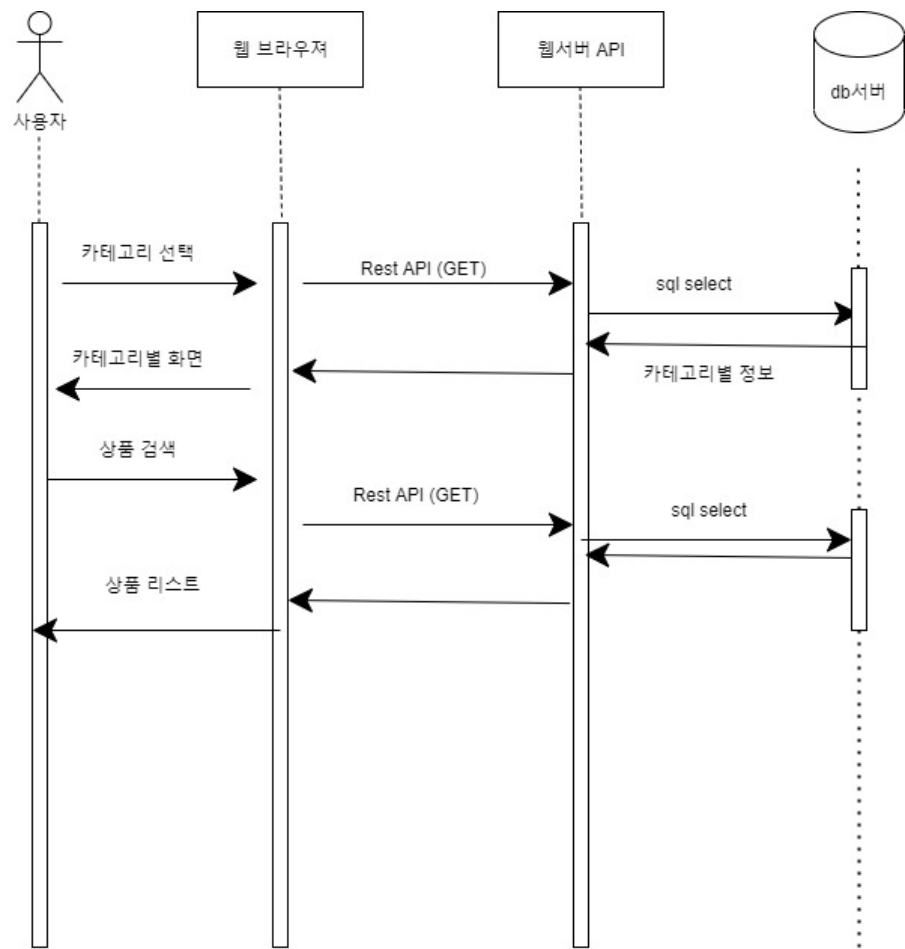 웹 브라우져
웹서버 API
db서버
사용자
카테고리 선택
Rest API (GET)
sql select
카테고리별 화면
카테고리별 정보
상품 검색
Rest API (GET)
sql select
상품 리스트